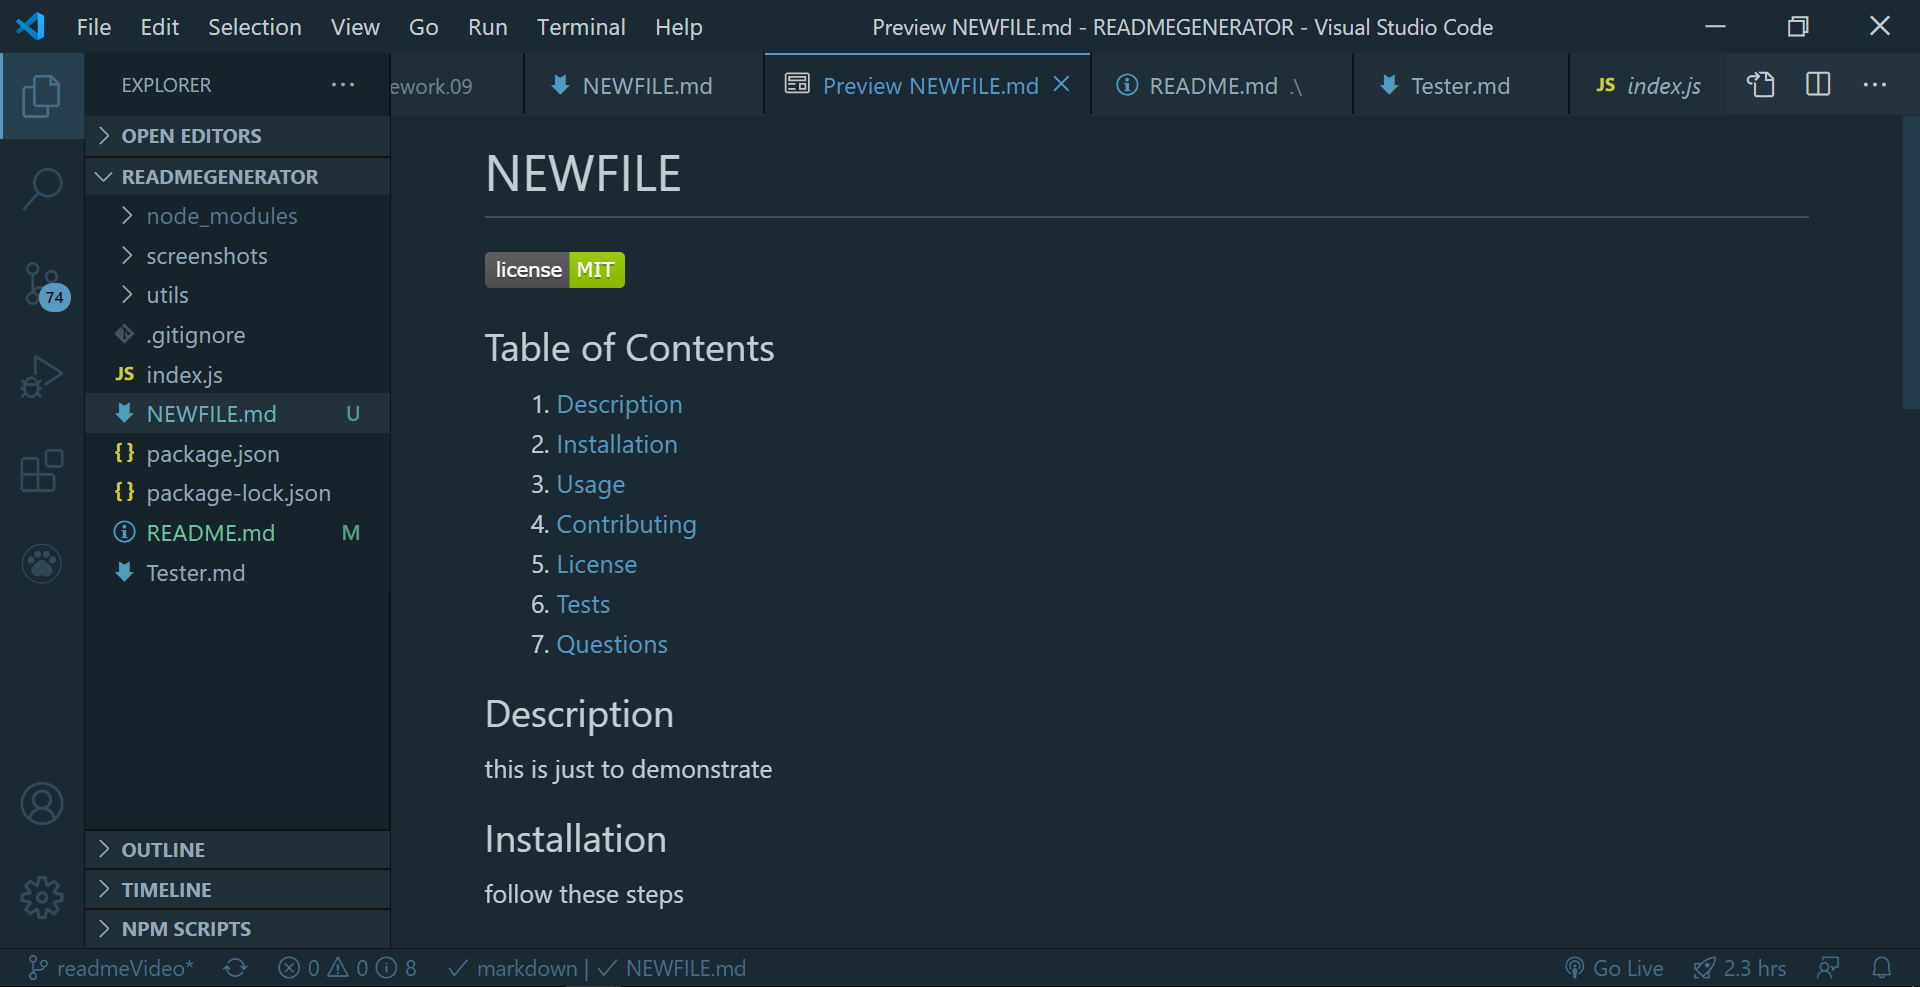 File Edit Selection View Go Run Terminal Help Preview NEWFILE.md - READMEGENERATOR - Visual Studio Code
EXPLORER ework.09 NEWFILE.md Preview NEWFILE.md README.md .\ Tester.md JS index.js
OPEN EDITORS
READMEGENERATOR
node_modules
screenshots
utils
.gitignore
JS index.js
NEWFILE.md U
{} package.json
{} package-lock.json
README.md M
Tester.md
OUTLINE
TIMELINE
NPM SCRIPTS
74
NEWFILE
license MIT
Table of Contents
1. Description
2. Installation
3. Usage
4. Contributing
5. License
6. Tests
7. Questions
Description
this is just to demonstrate
Installation
follow these steps
readmeVideo* 0 0 8 markdown | NEWFILE.md Go Live 2.3 hrs